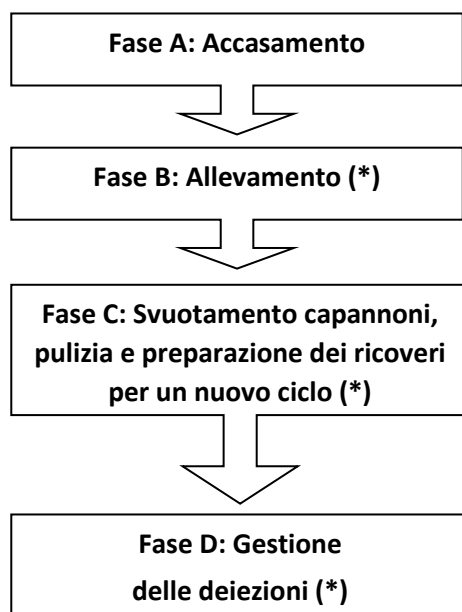 Fase A: Accasamento
Fase B: Allevamento (*)
Fase C: Svuotamento capannoni,
pulizia e preparazione dei ricoveri
per un nuovo ciclo (*)
Fase D: Gestione
delle deiezioni (*)